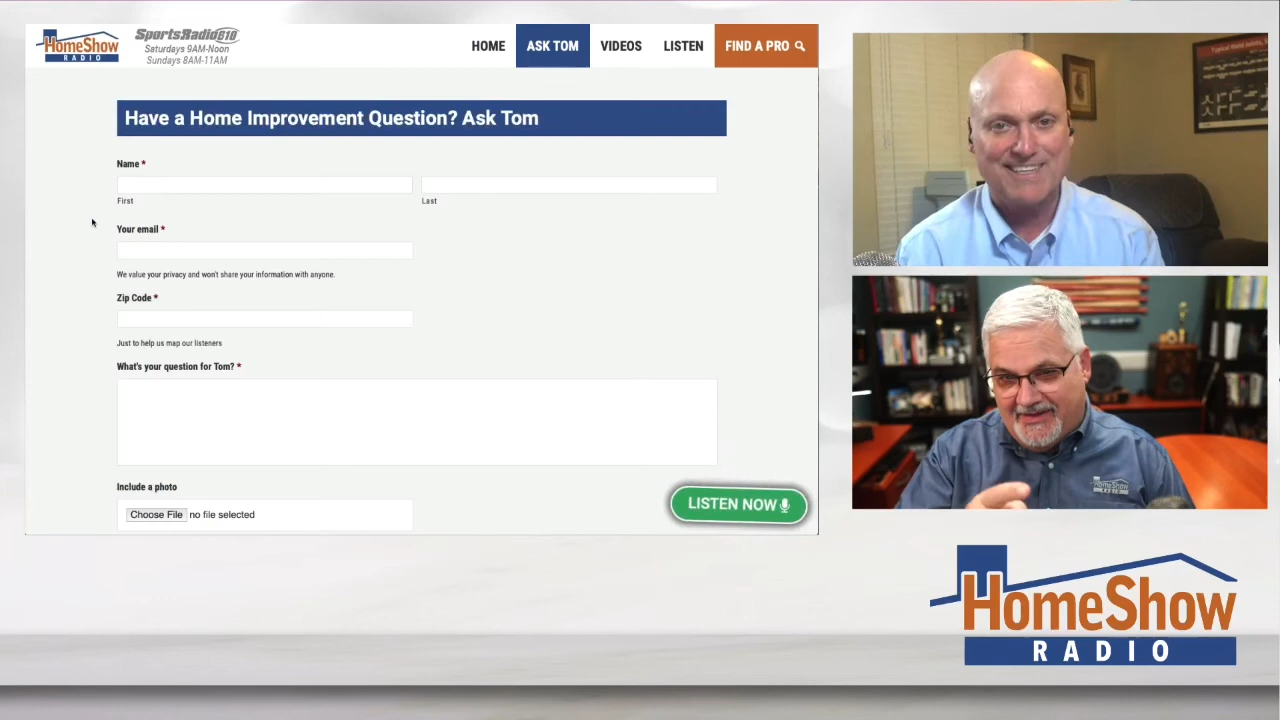 HomeShow
RADIO
SportsRadio610
Saturdays 9AM-Noon
Sundays 8AM-11AM
HOME
ASK TOM
VIDEOS
LISTEN
FIND A PRO
Have a Home Improvement Question? Ask Tom
Name *
First
Last
Your email *
We value your privacy and won't share your information with anyone.
Zip Code *
Just to help us map our listeners
What's your question for Tom? *
Include a photo
Choose File no file selected
LISTEN NOW
HomeShow
RADIO